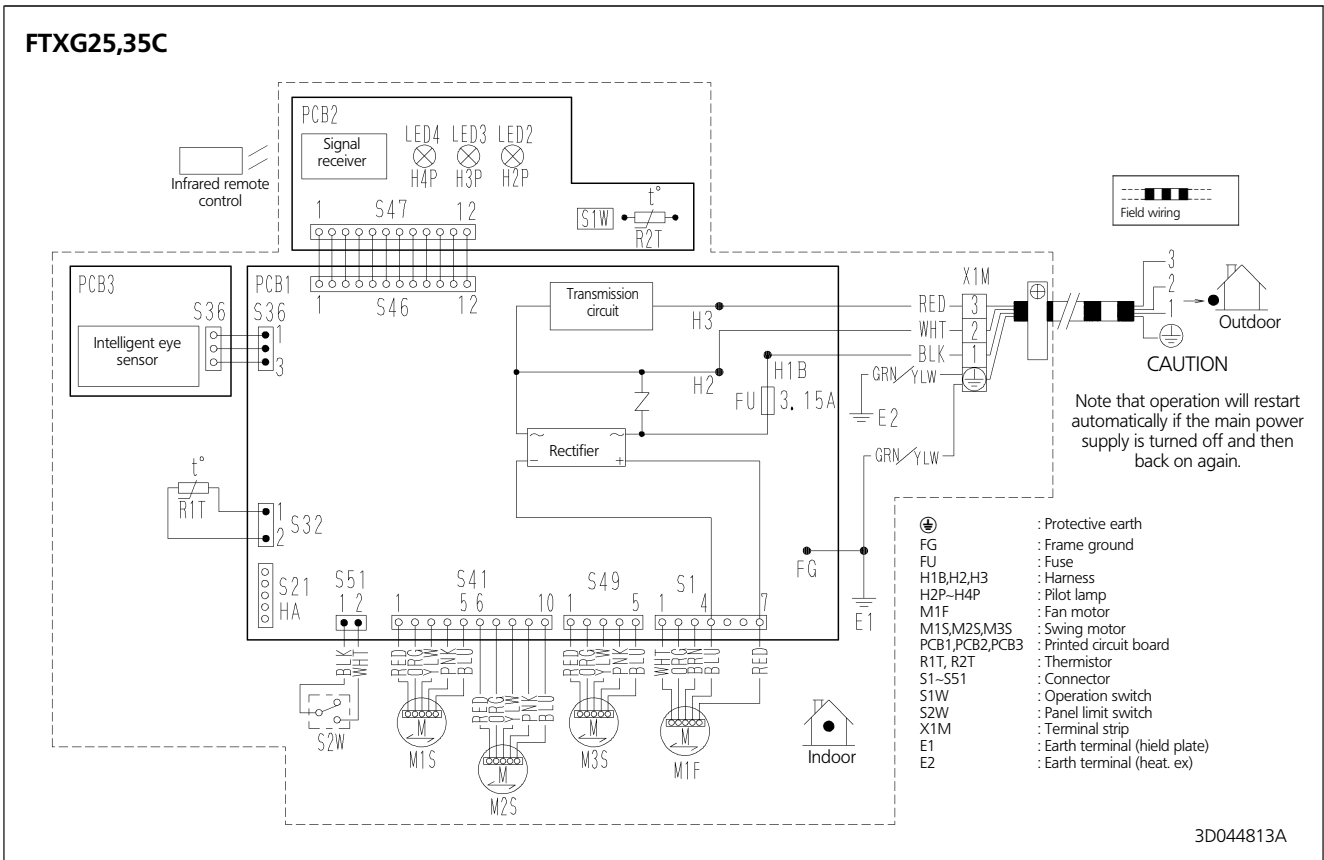 FTXG25,35C
PCB2
Signal
receiver
LED4 LED3 LED2
H4P H3P H2P
Infrared remote
control
1 S47 12
S1W
t°
R2T
Field wiring
PCB3
S36
Intelligent eye
sensor
PCB1
S36
1
3
1 S46 12
Transmission
circuit
H3
H2
H1B
FU 3.15A
Rectifier
~ ~
- +
X1M
RED 3
WHT 2
BLK 1
GRN/YLW
E2
GRN/YLW
3
2
1
Outdoor
CAUTION
Note that operation will restart
automatically if the main power
supply is turned off and then
back on again.
t°
R1T
1
2
S32
S21
HA
S51
1 2
S41
1 5 6 10
S49
1 5
S1
1 4 7
FG
E1
BLK
WHT
S2W
RED
ORG
YLW
PNK
BLU
M
M1S
RED
ORG
YLW
PNK
BLU
M
M2S
RED
ORG
YLW
PNK
BLU
M
M3S
WHT
ORG
BRN
BLU
RED
M
M1F
Indoor
: Protective earth
FG : Frame ground
FU : Fuse
H1B,H2,H3 : Harness
H2P~H4P : Pilot lamp
M1F : Fan motor
M1S,M2S,M3S : Swing motor
PCB1,PCB2,PCB3 : Printed circuit board
R1T, R2T : Thermistor
S1~S51 : Connector
S1W : Operation switch
S2W : Panel limit switch
X1M : Terminal strip
E1 : Earth terminal (hield plate)
E2 : Earth terminal (heat. ex)
3D044813A